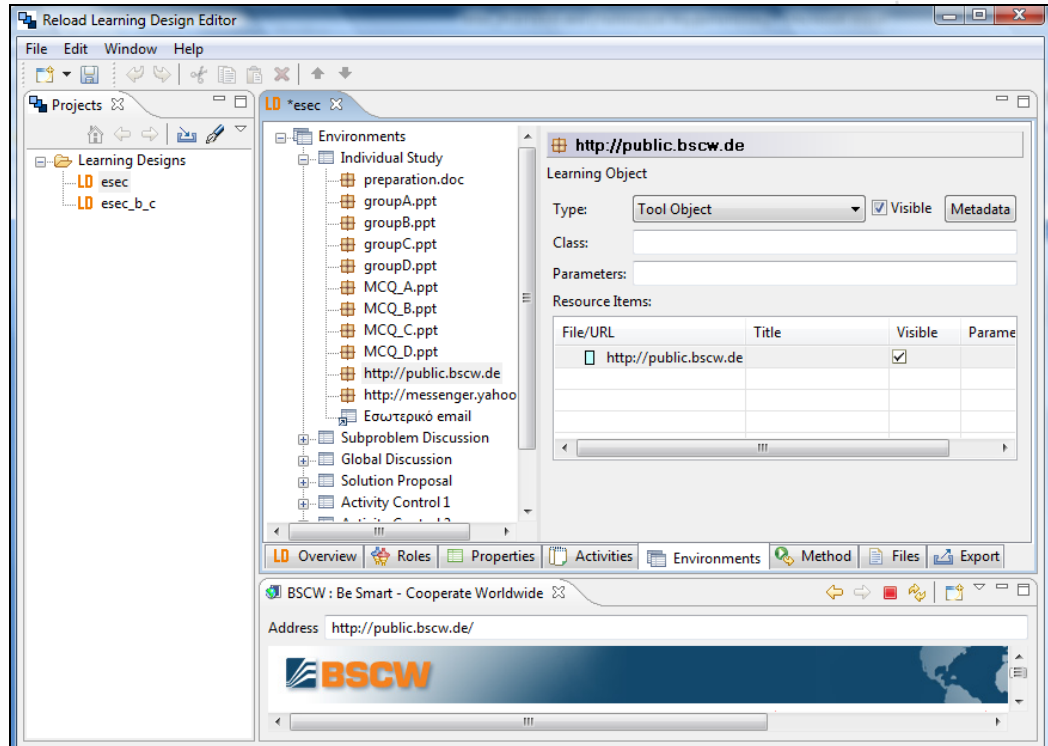 Reload Learning Design Editor
File Edit Window Help
Projects
Learning Designs
LD esec
LD esec_b_c
LD *esec
Environments
Individual Study
preparation.doc
groupA.ppt
groupB.ppt
groupC.ppt
groupD.ppt
MCQ_A.ppt
MCQ_B.ppt
MCQ_C.ppt
MCQ_D.ppt
http://public.bscw.de
http://messenger.yahoo
Εσωτερικό email
Subproblem Discussion
Global Discussion
Solution Proposal
Activity Control 1
http://public.bscw.de
Learning Object
Type: Tool Object Visible Metadata
Class:
Parameters:
Resource Items:
File/URL Title Visible Parame
http://public.bscw.de
LD Overview Roles Properties Activities Environments Method Files Export
BSCW : Be Smart - Cooperate Worldwide
Address http://public.bscw.de/
BSCW